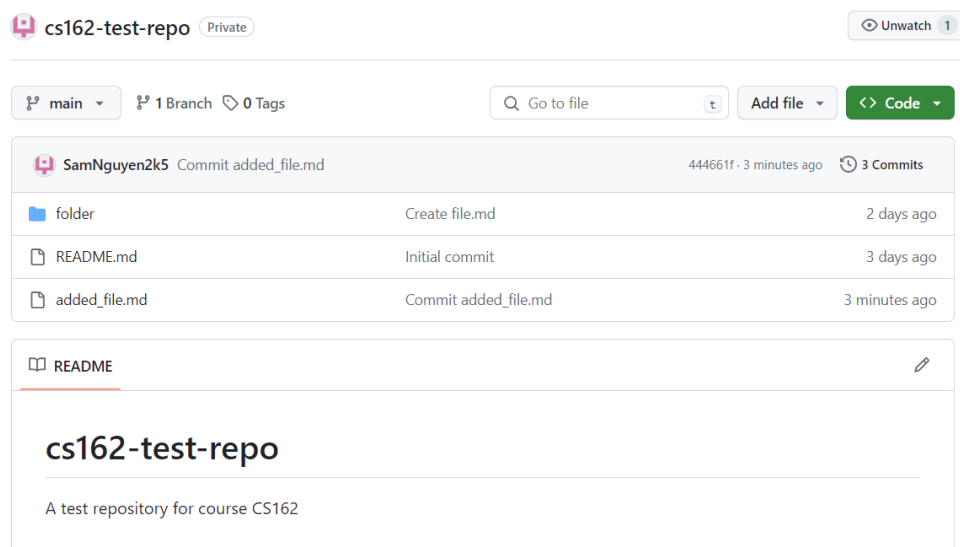 cs162-test-repo Private Unwatch 1
main 1 Branch 0 Tags Go to file t Add file Code
SamNguyen2k5 Commit added_file.md 444661f · 3 minutes ago 3 Commits
folder Create file.md 2 days ago
README.md Initial commit 3 days ago
added_file.md Commit added_file.md 3 minutes ago
README
cs162-test-repo
A test repository for course CS162